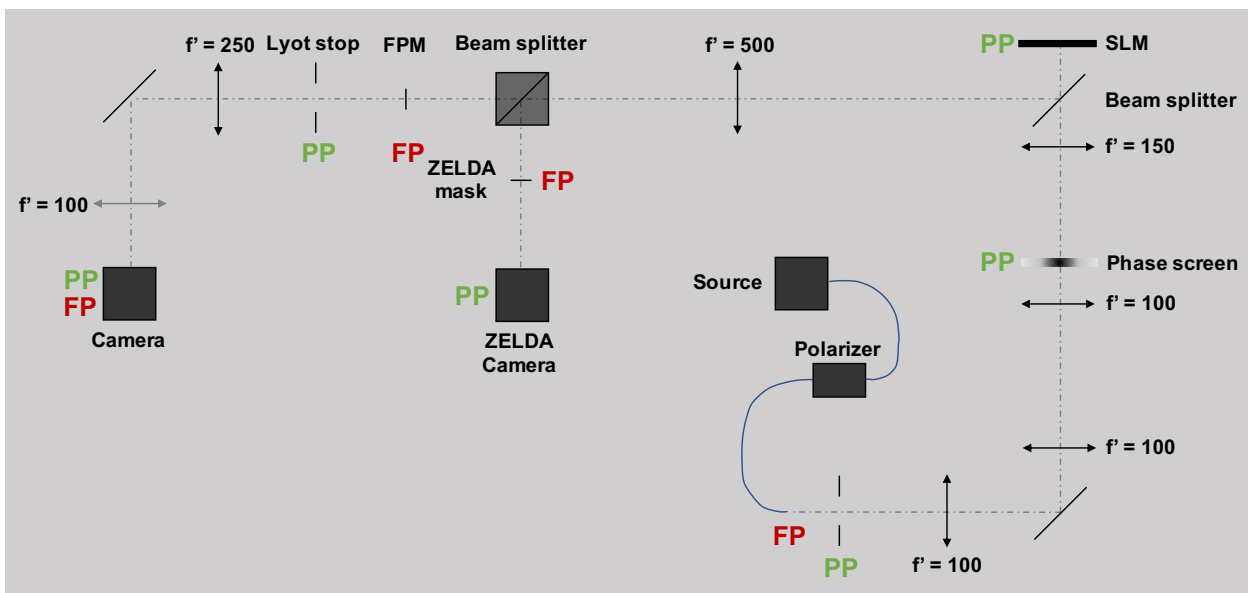 f' = 250
Lyot stop
FPM
Beam splitter
f' = 500
PP
SLM
Beam splitter
f' = 150
PP
FP
ZELDA
mask
FP
f' = 100
PP
Phase screen
f' = 100
PP
FP
Camera
PP
ZELDA
Camera
Source
Polarizer
f' = 100
FP
PP
f' = 100